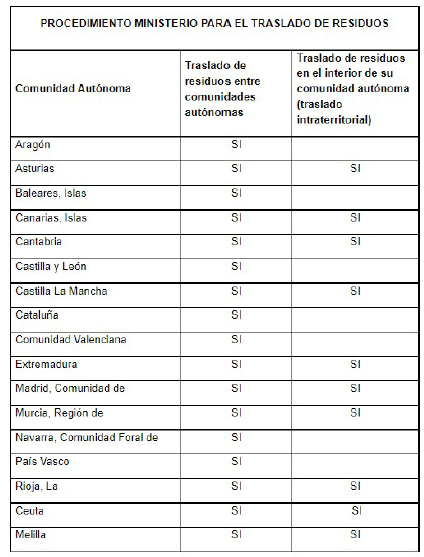 PROCEDIMIENTO MINISTERIO PARA EL TRASLADO DE RESIDUOS
Comunidad Autónoma
Traslado de
residuos entre
comunidades
autónomas
Traslado de residuos
en el interior de su
comunidad autónoma
(traslado
intraterritorial)
Aragón SI
Asturias SI SI
Baleares, Islas SI
Canarias, Islas SI SI
Cantabria SI SI
Castilla y León SI
Castilla La Mancha SI SI
Cataluña SI
Comunidad Valenciana SI
Extremadura SI SI
Madrid, Comunidad de SI SI
Murcia, Región de SI SI
Navarra, Comunidad Foral de SI
País Vasco SI
Rioja, La SI SI
Ceuta SI SI
Melilla SI SI